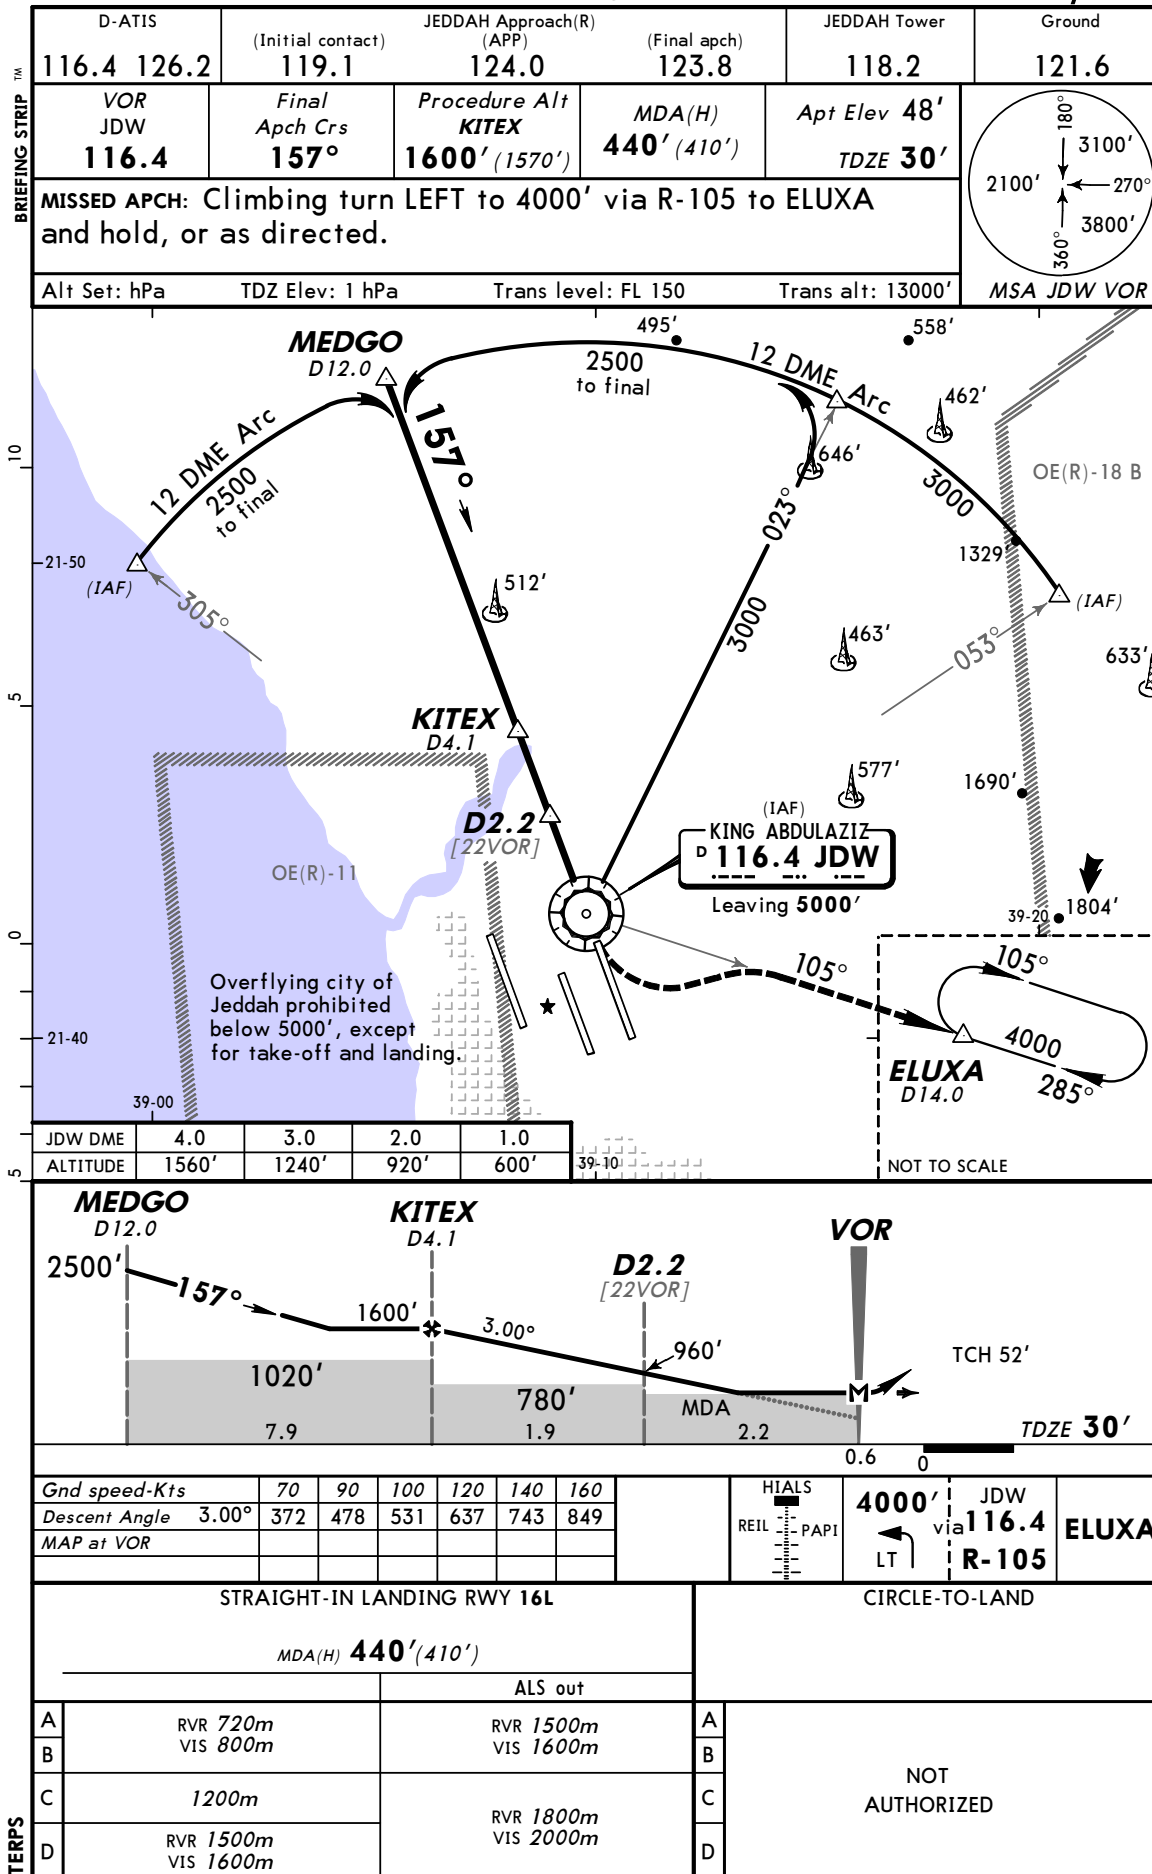 D-ATIS
116.4 126.2
JEDDAH Approach(R)
(APP)
(Initial contact)
119.1
124.0
(Final apch)
123.8
JEDDAH Tower
118.2
Ground
121.6
BRIEFING STRIP TM
VOR
JDW
116.4
Final
Apch Crs
157°
Procedure Alt
KITEX
1600' (1570')
MDA(H)
440' (410')
Apt Elev 48'
TDZE 30'
MISSED APCH: Climbing turn LEFT to 4000' via R-105 to ELUXA
and hold, or as directed.
Alt Set: hPa TDZ Elev: 1 hPa Trans level: FL 150 Trans alt: 13000'
180°
3100'
2100'
270°
3800'
360°
MSA JDW VOR
MEDGO
D12.0
495'
558'
2500
to final
12 DME Arc
12 DME Arc
2500
to final
157°
462'
646'
OE(R)-18 B
3000
023°
10
21-50
(IAF)
305°
512'
1329'
(IAF)
3000
463'
053°
633'
5
KITEX
D4.1
577'
1690'
D2.2
[22VOR]
(IAF)
KING ABDULAZIZ
D 116.4 JDW
Leaving 5000'
OE(R)-11
39-20
1804'
0
Overflying city of
Jeddah prohibited
below 5000', except
for take-off and landing.
105°
105°
4000
285°
ELUXA
D14.0
21-40
39-00
39-10
NOT TO SCALE
5
JDW DME 4.0 3.0 2.0 1.0
ALTITUDE 1560' 1240' 920' 600'
MEDGO
D12.0
KITEX
D4.1
VOR
D2.2
[22VOR]
2500'
157°
1600'
3.00°
960'
TCH 52'
1020'
780'
MDA
7.9
1.9
2.2
TDZE 30'
0.6
0
Gnd speed-Kts 70 90 100 120 140 160
Descent Angle 3.00° 372 478 531 637 743 849
MAP at VOR
HIALS
REIL
PAPI
4000'
LT
via
JDW
116.4
R-105
ELUXA
STRAIGHT-IN LANDING RWY 16L
CIRCLE-TO-LAND
MDA(H) 440' (410')
ALS out
A
B
C
D
RVR 720m
VIS 800m
1200m
RVR 1500m
VIS 1600m
RVR 1500m
VIS 1600m
RVR 1800m
VIS 2000m
A
B
C
D
NOT
AUTHORIZED
TERPS